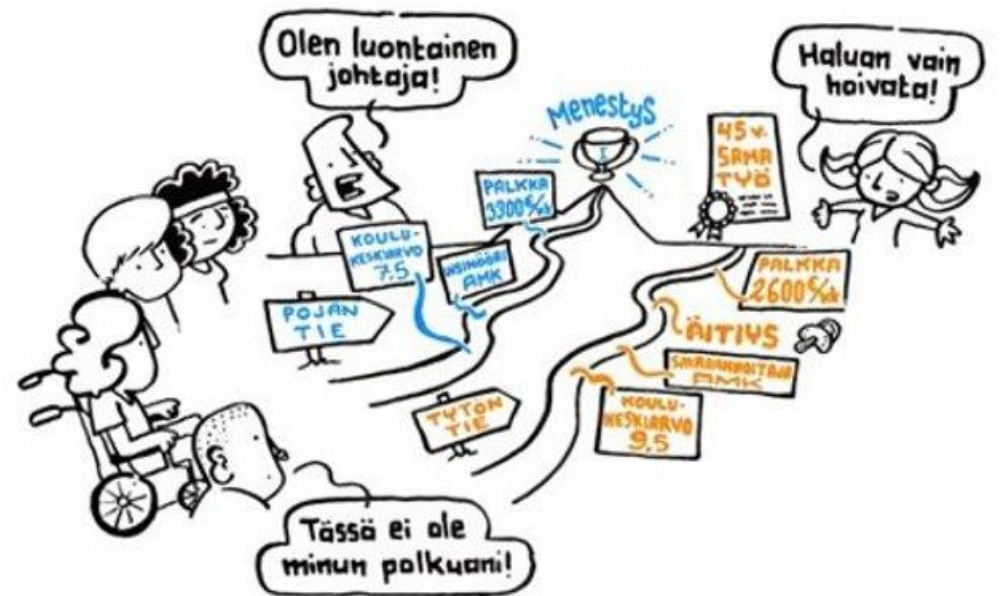 Olen luontainen
johtaja!
Haluan vain
hoivata!
Menestys
PALKKA
3300€/kk
45 v.
SAMA
TYÖ
KOULU-
KESKIARVO
7.5
INSINÖÖRI
AMK
POJAN
TIE
PALKKA
2600€/kk
ÄITIYS
SAIRAANHOITAJA
AMK
TYTÖN
TIE
KOULU-
KESKIARVO
9,5
Tässä ei ole
minun polkuani!